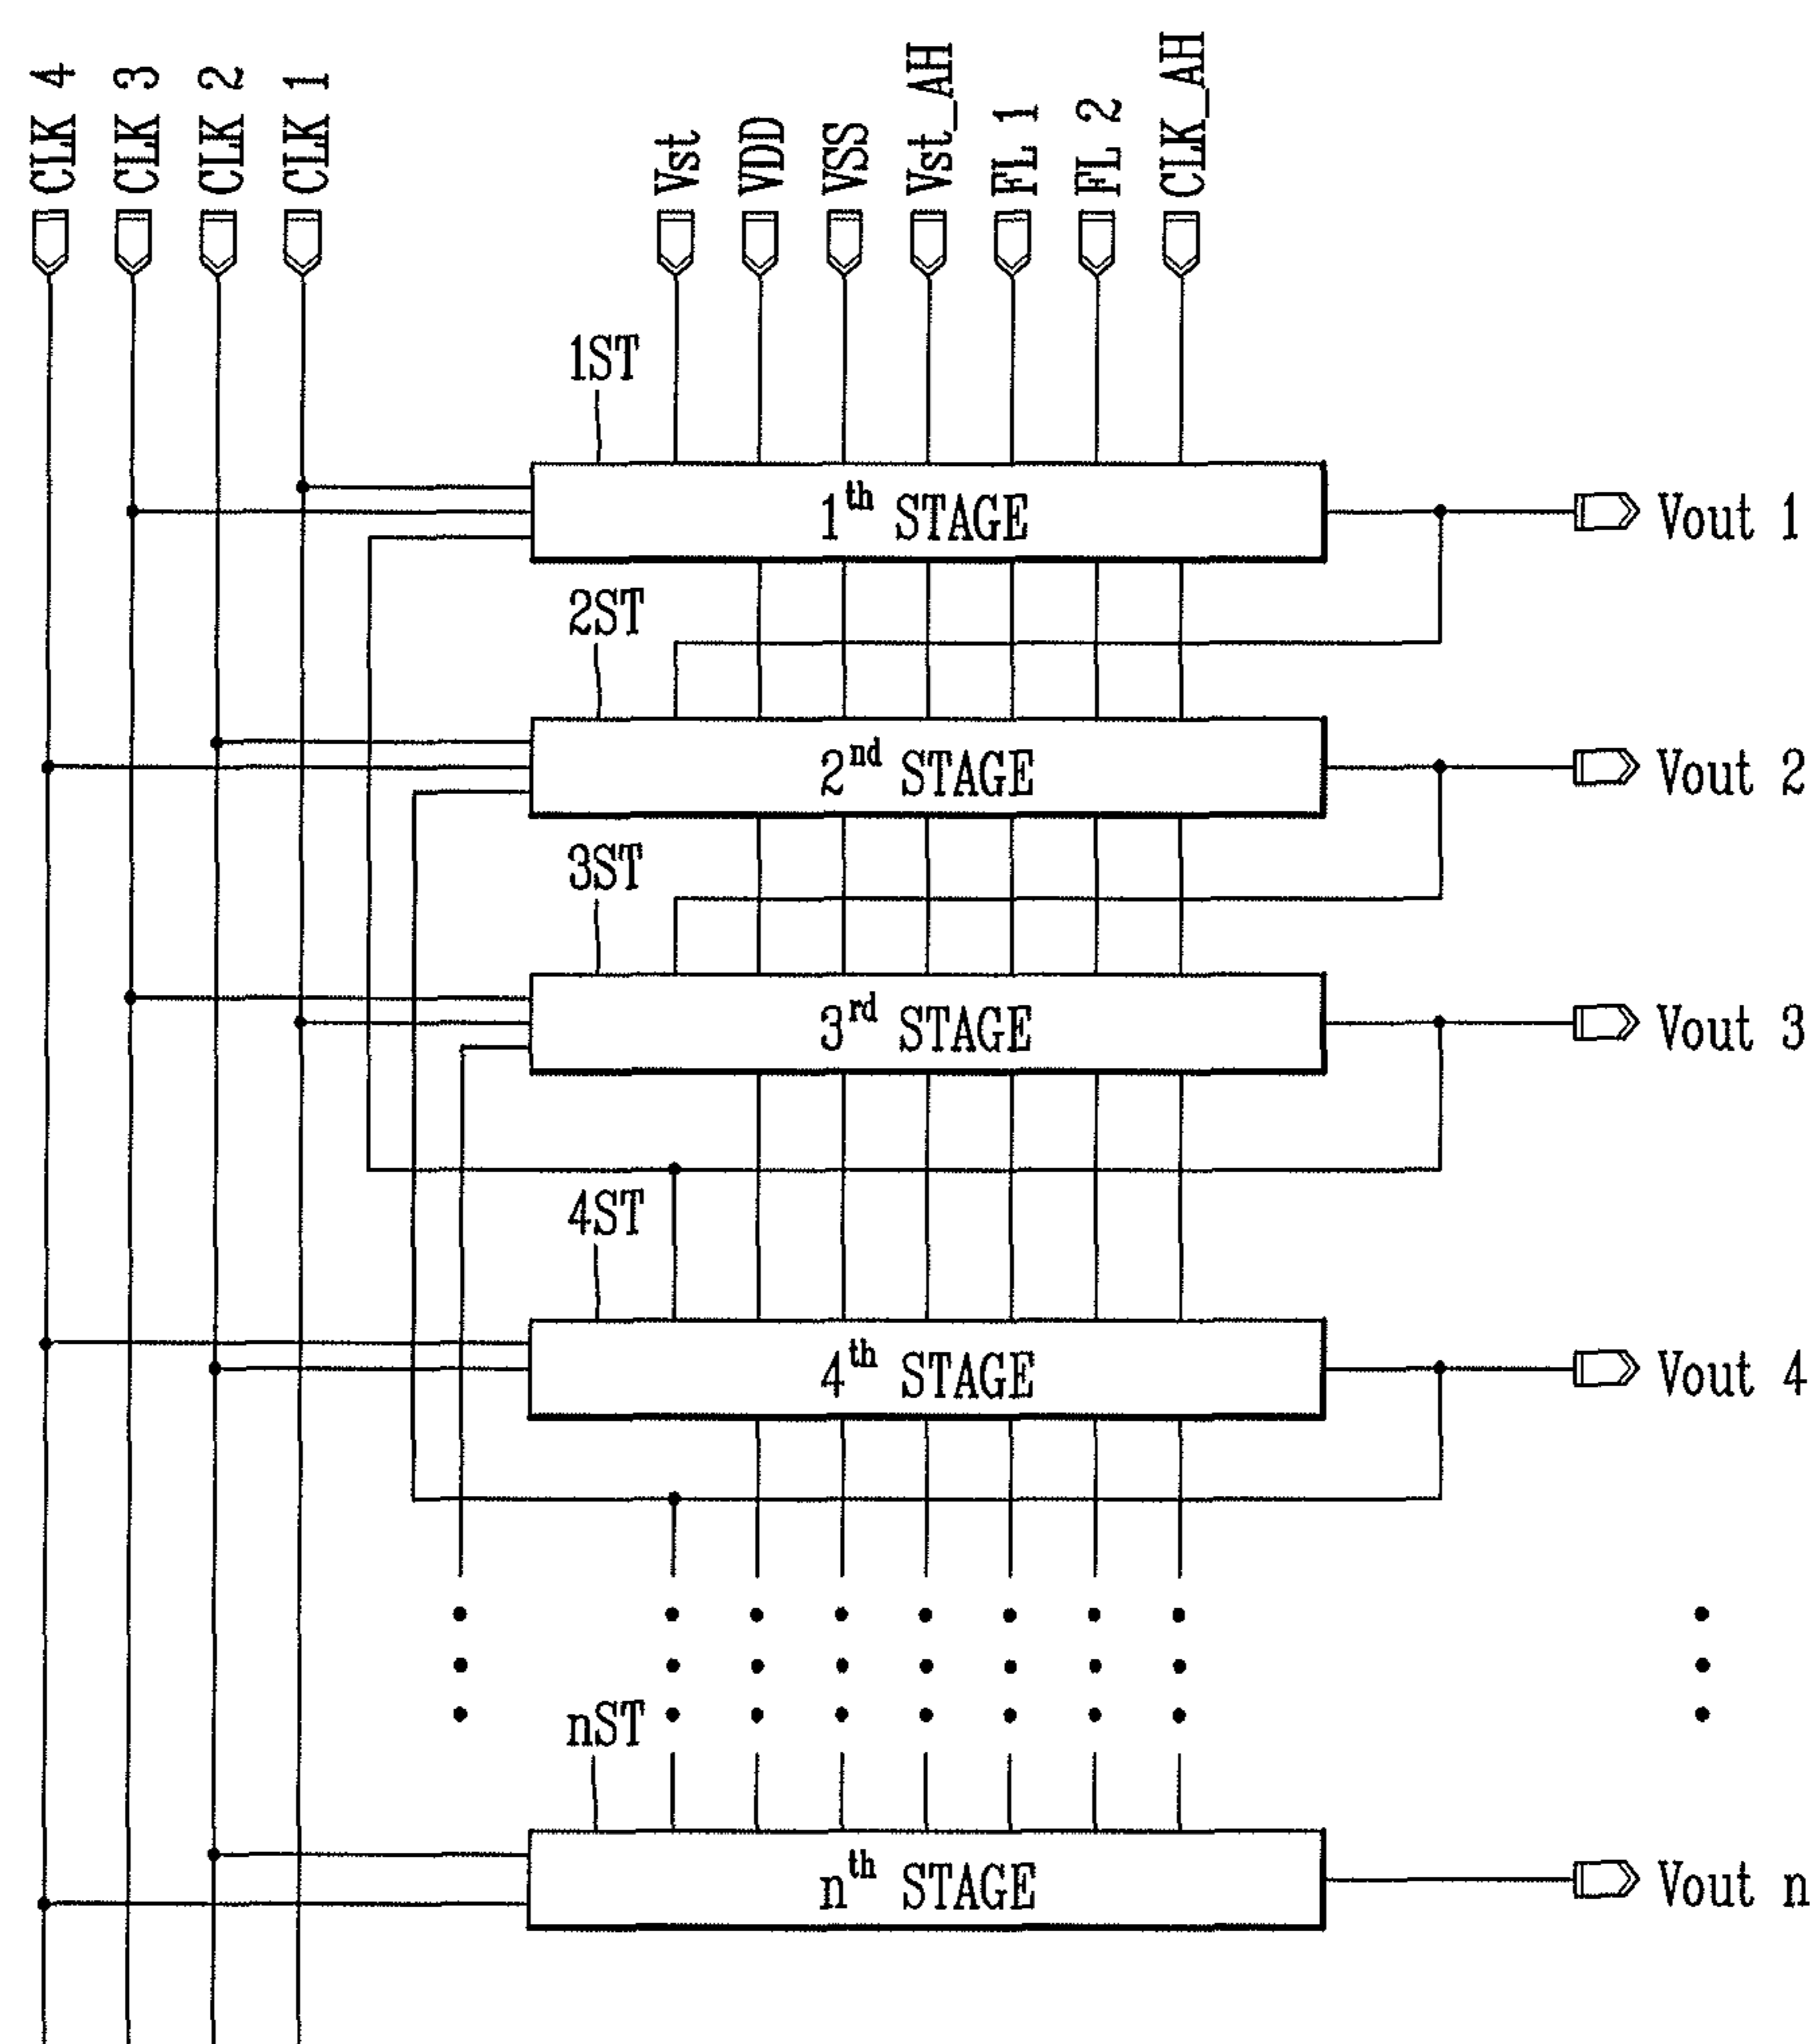 CLK 4
CLK 3
CLK 2
CLK 1
Vst
VDD
VSS
Vst_AH
FL 1
FL 2
CLK_AH
1ST
1th STAGE
Vout 1
2ST
2nd STAGE
Vout 2
3ST
3rd STAGE
Vout 3
4ST
4th STAGE
Vout 4
nST
nth STAGE
Vout n